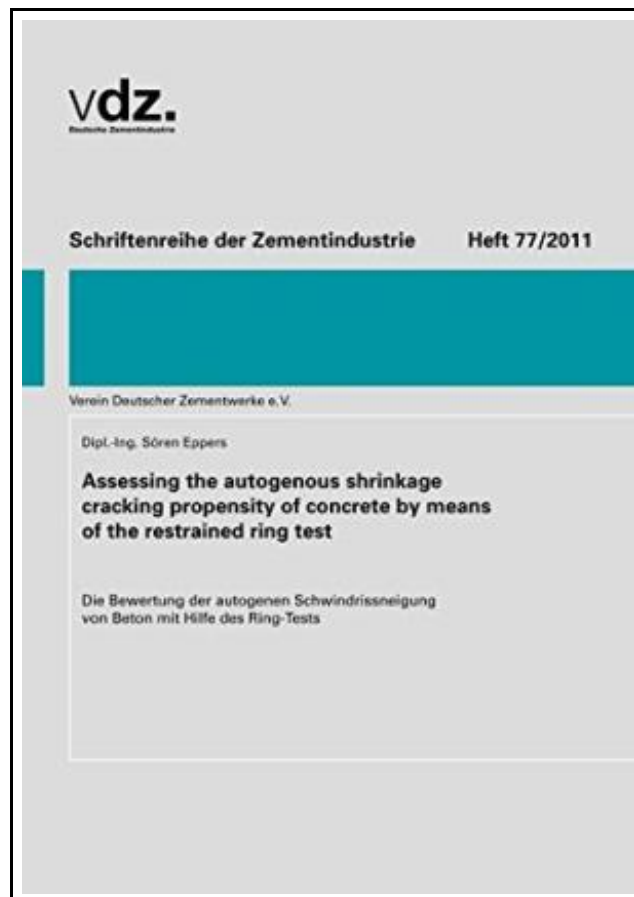 vdz.
Deutsche Zementindustrie
Schriftenreihe der Zementindustrie Heft 77/2011
Verein Deutscher Zementwerke e.V.
Dipl.-Ing. Sören Eppers
Assessing the autogenous shrinkage
cracking propensity of concrete by means
of the restrained ring test
Die Bewertung der autogenen Schwindrissneigung
von Beton mit Hilfe des Ring-Tests